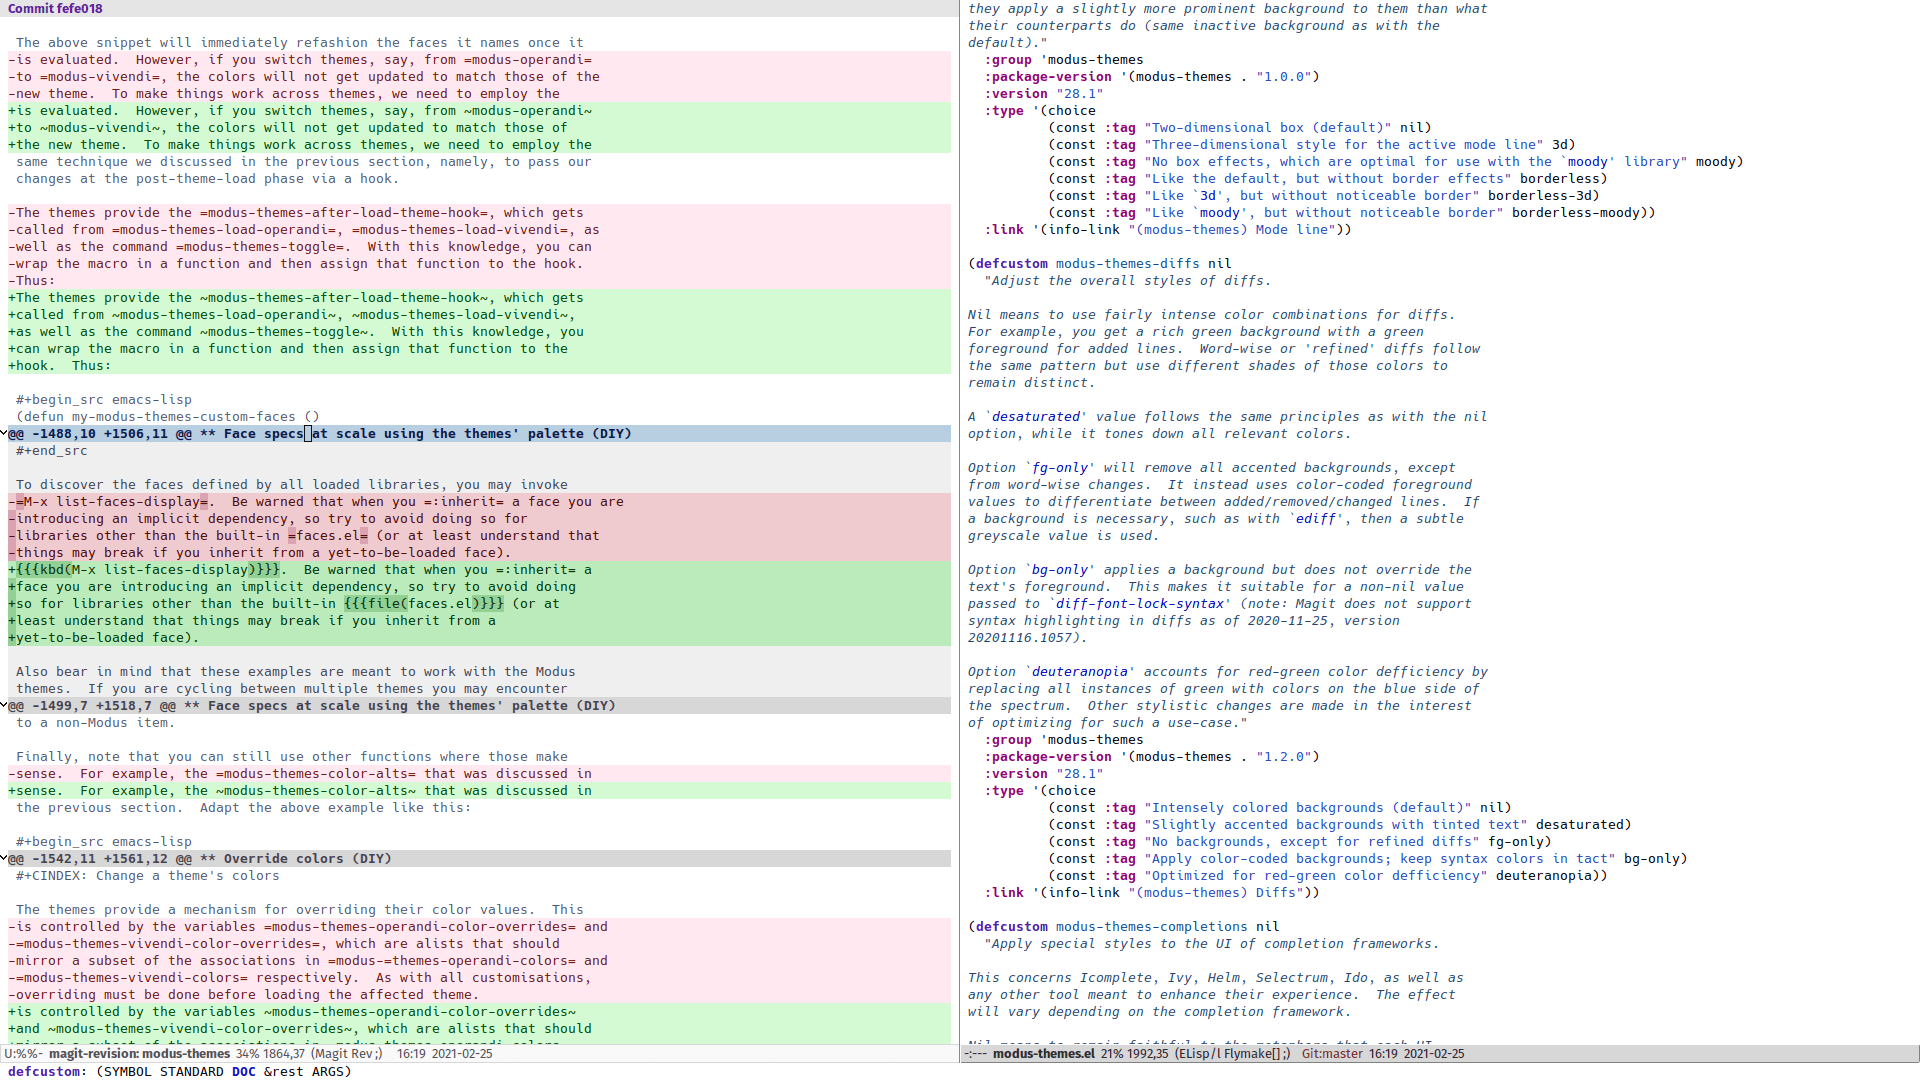 Commit fefe018
The above snippet will immediately refashion the faces it names once it
-is evaluated.  However, if you switch themes, say, from =modus-operandi=
-to =modus-vivendi=, the colors will not get updated to match those of the
-new theme.  To make things work across themes, we need to employ the
+is evaluated.  However, if you switch themes, say, from ~modus-operandi~
+to ~modus-vivendi~, the colors will not get updated to match those of
+the new theme.  To make things work across themes, we need to employ the
same technique we discussed in the previous section, namely, to pass our
changes at the post-theme-load phase via a hook.
-The themes provide the =modus-themes-after-load-theme-hook=, which gets
-called from =modus-themes-load-operandi=, =modus-themes-load-vivendi=, as
-well as the command =modus-themes-toggle=.  With this knowledge, you can
-wrap the macro in a function and then assign that function to the hook.
-Thus:
+The themes provide the ~modus-themes-after-load-theme-hook~, which gets
+called from ~modus-themes-load-operandi~, ~modus-themes-load-vivendi~,
+as well as the command ~modus-themes-toggle~.  With this knowledge, you
+can wrap the macro in a function and then assign that function to the
+hook.  Thus:
#+begin_src emacs-lisp
(defun my-modus-themes-custom-faces ()
@@ -1488,10 +1506,11 @@ ** Face specs at scale using the themes' palette (DIY)
#+end_src
To discover the faces defined by all loaded libraries, you may invoke
-=M-x list-faces-display=.  Be warned that when you =:inherit= a face you are
-introducing an implicit dependency, so try to avoid doing so for
-libraries other than the built-in =faces.el= (or at least understand that
-things may break if you inherit from a yet-to-be-loaded face).
+{{{kbd(M-x list-faces-display)}}}.  Be warned that when you =:inherit= a
+face you are introducing an implicit dependency, so try to avoid doing
+so for libraries other than the built-in {{{file(faces.el)}}} (or at
+least understand that things may break if you inherit from a
+yet-to-be-loaded face).
Also bear in mind that these examples are meant to work with the Modus
themes.  If you are cycling between multiple themes you may encounter
@@ -1499,7 +1518,7 @@ ** Face specs at scale using the themes' palette (DIY)
to a non-Modus item.
Finally, note that you can still use other functions where those make
-sense.  For example, the =modus-themes-color-alts= that was discussed in
+sense.  For example, the ~modus-themes-color-alts~ that was discussed in
the previous section.  Adapt the above example like this:
#+begin_src emacs-lisp
@@ -1542,11 +1561,12 @@ ** Override colors (DIY)
#+CINDEX: Change a theme's colors
The themes provide a mechanism for overriding their color values.  This
-is controlled by the variables =modus-themes-operandi-color-overrides= and
-=modus-themes-vivendi-color-overrides=, which are alists that should
-mirror a subset of the associations in =modus-=themes-operandi-colors= and
-=modus-themes-vivendi-colors= respectively.  As with all customisations,
-overriding must be done before loading the affected theme.
+is controlled by the variables ~modus-themes-operandi-color-overrides~
+and ~modus-themes-vivendi-color-overrides~, which are alists that should
U:%%- magit-revision: modus-themes 34% 1864,37 (Magit Rev;) 16:19 2021-02-25
they apply a slightly more prominent background to them than what
their counterparts do (same inactive background as with the
default)."
:group 'modus-themes
:package-version '(modus-themes . "1.0.0")
:version "28.1"
:type '(choice
(const :tag "Two-dimensional box (default)" nil)
(const :tag "Three-dimensional style for the active mode line" 3d)
(const :tag "No box effects, which are optimal for use with the `moody' library" moody)
(const :tag "Like the default, but without border effects" borderless)
(const :tag "Like `3d', but without noticeable border" borderless-3d)
(const :tag "Like `moody', but without noticeable border" borderless-moody))
:link '(info-link "(modus-themes) Mode line"))
(defcustom modus-themes-diffs nil
"Adjust the overall styles of diffs.
Nil means to use fairly intense color combinations for diffs.
For example, you get a rich green background with a green
foreground for added lines.  Word-wise or 'refined' diffs follow
the same pattern but use different shades of those colors to
remain distinct.
A `desaturated' value follows the same principles as with the nil
option, while it tones down all relevant colors.
Option `fg-only' will remove all accented backgrounds, except
from word-wise changes.  It instead uses color-coded foreground
values to differentiate between added/removed/changed lines.  If
a background is necessary, such as with `ediff', then a subtle
greyscale value is used.
Option `bg-only' applies a background but does not override the
text's foreground.  This makes it suitable for a non-nil value
passed to `diff-font-lock-syntax' (note: Magit does not support
syntax highlighting in diffs as of 2020-11-25, version
20201116.1057).
Option `deuteranopia' accounts for red-green color defficiency by
replacing all instances of green with colors on the blue side of
the spectrum.  Other stylistic changes are made in the interest
of optimizing for such a use-case."
:group 'modus-themes
:package-version '(modus-themes . "1.2.0")
:version "28.1"
:type '(choice
(const :tag "Intensely colored backgrounds (default)" nil)
(const :tag "Slightly accented backgrounds with tinted text" desaturated)
(const :tag "No backgrounds, except for refined diffs" fg-only)
(const :tag "Apply color-coded backgrounds; keep syntax colors in tact" bg-only)
(const :tag "Optimized for red-green color defficiency" deuteranopia))
:link '(info-link "(modus-themes) Diffs"))
(defcustom modus-themes-completions nil
"Apply special styles to the UI of completion frameworks.
This concerns Icomplete, Ivy, Helm, Selectrum, Ido, as well as
any other tool meant to enhance their experience.  The effect
will vary depending on the completion framework.
-:--- modus-themes.el 21% 1992,35 (ELisp/l Flymake[];) Git:master 16:19 2021-02-25
defcustom: (SYMBOL STANDARD DOC &rest ARGS)